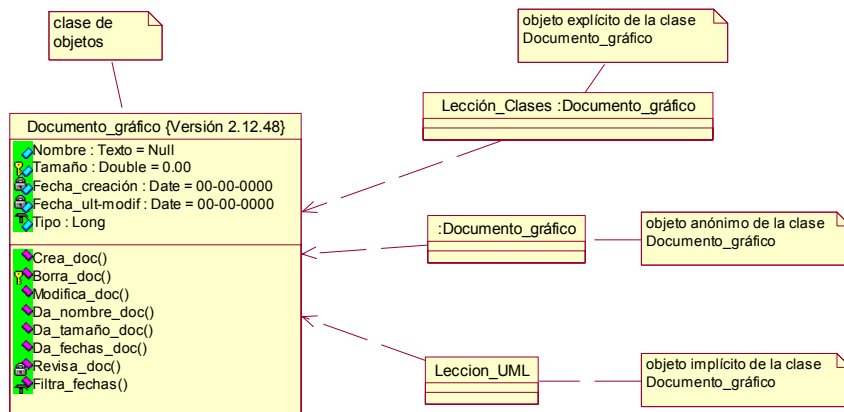 clase de
objetos
objeto explícito de la clase
Documento_gráfico
Lección_Clases :Documento_gráfico
Documento_gráfico {Versión 2.12.48}
Nombre : Texto = Null
Tamaño : Double = 0.00
Fecha_creación : Date = 00-00-0000
Fecha_ult-modif : Date = 00-00-0000
Tipo : Long
Crea_doc()
Borra_doc()
Modifica_doc()
Da_nombre_doc()
Da_tamaño_doc()
Da_fechas_doc()
Revisa_doc()
Filtra_fechas()
:Documento_gráfico
objeto anónimo de la clase
Documento_gráfico
Leccion_UML
objeto implícito de la clase
Documento_gráfico